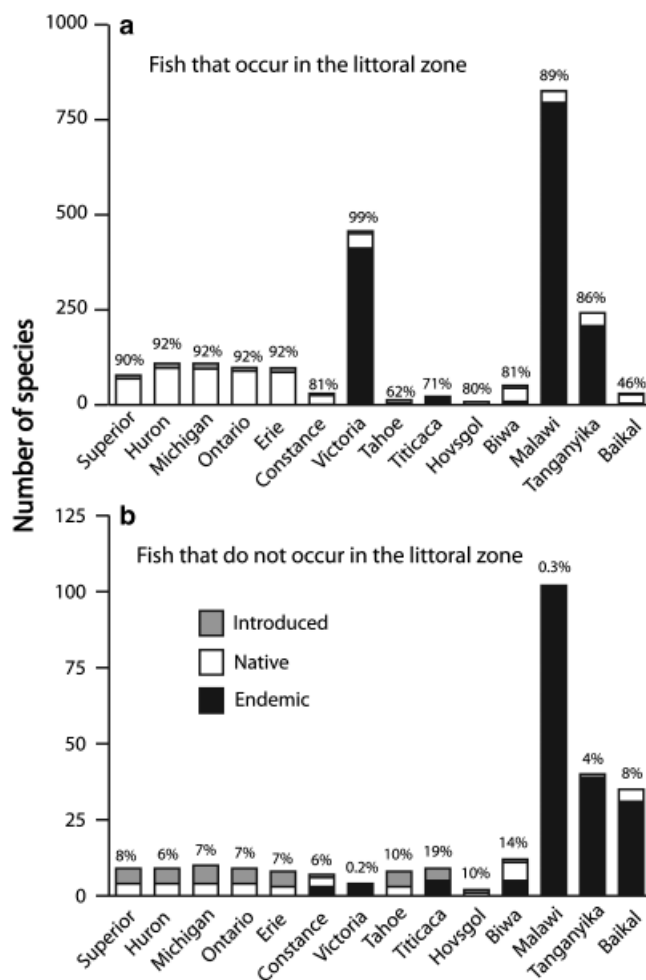 a
Fish that occur in the littoral zone
Number of species
1000
750
500
250
0
90%
92%
92%
92%
92%
81%
99%
62%
71%
80%
81%
89%
86%
46%
Superior
Huron
Michigan
Ontario
Erie
Constance
Victoria
Tahoe
Titicaca
Hovsgol
Biwa
Malawi
Tanganyika
Baikal
b
Fish that do not occur in the littoral zone
125
100
75
50
25
0
Introduced
Native
Endemic
8%
6%
7%
7%
7%
6%
0.2%
10%
19%
10%
14%
0.3%
4%
8%
Superior
Huron
Michigan
Ontario
Erie
Constance
Victoria
Tahoe
Titicaca
Hovsgol
Biwa
Malawi
Tanganyika
Baikal